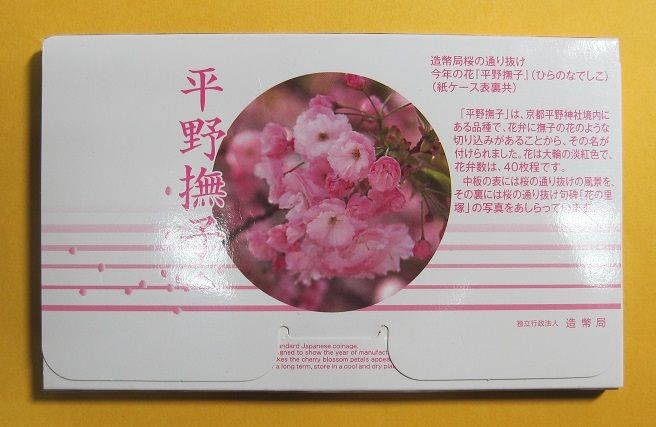 平野撫子
造幣局桜の通り抜け
今年の花「平野撫子」(ひらのなでしこ)
(紙ケース表裏共)
「平野撫子」は、京都平野神社境内に
ある品種で、花弁に撫子の花のような
切り込みがあることから、その名が
付けられました。花は大輪の淡紅色で、
花弁数は、40枚程です。
中板の表には桜の通り抜けの風景を、
その裏には桜の通り抜け句碑「花の里
塚」の写真をあしらっています。
独立行政法人 造幣局
Japanese coinage.
to show the year of
the cherry blossom petals
a long term, store in a cool and dry